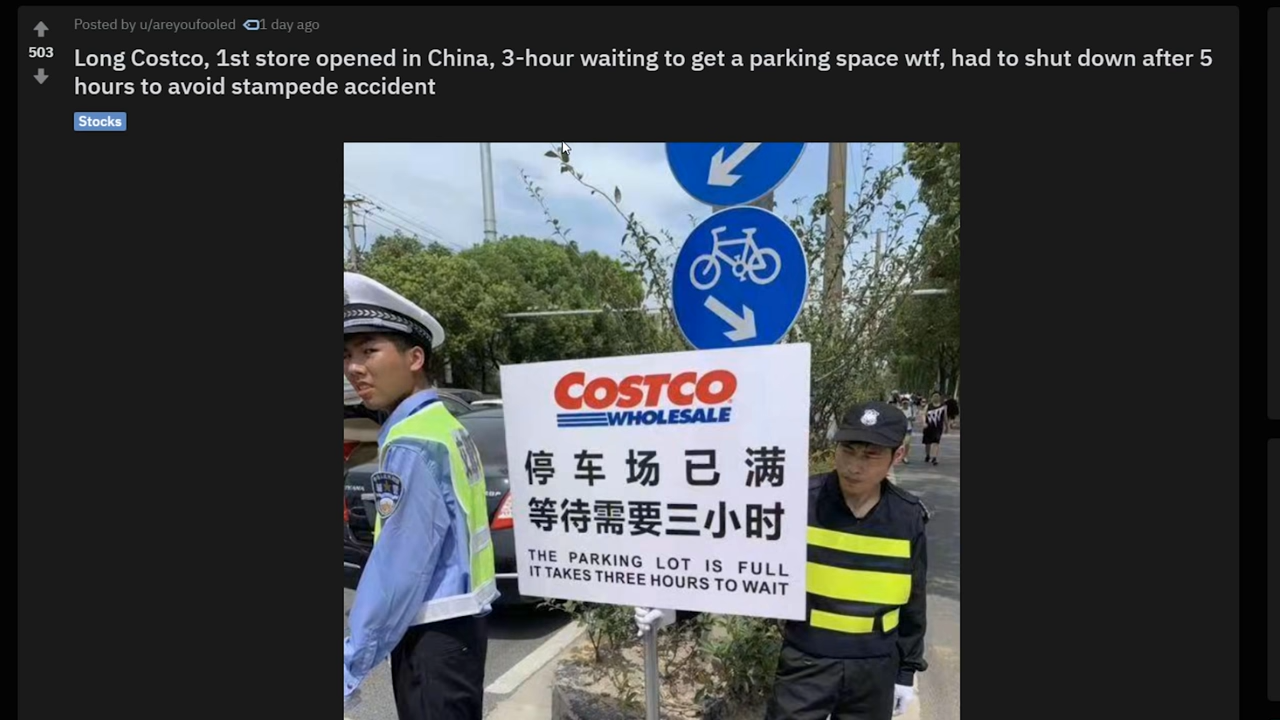 Posted by u/areyoufooled 1 day ago
503
Long Costco, 1st store opened in China, 3-hour waiting to get a parking space wtf, had to shut down after 5
hours to avoid stampede accident
Stocks
COSTCO
WHOLESALE
停车场已满
等待需要三小时
THE PARKING LOT IS FULL
IT TAKES THREE HOURS TO WAIT